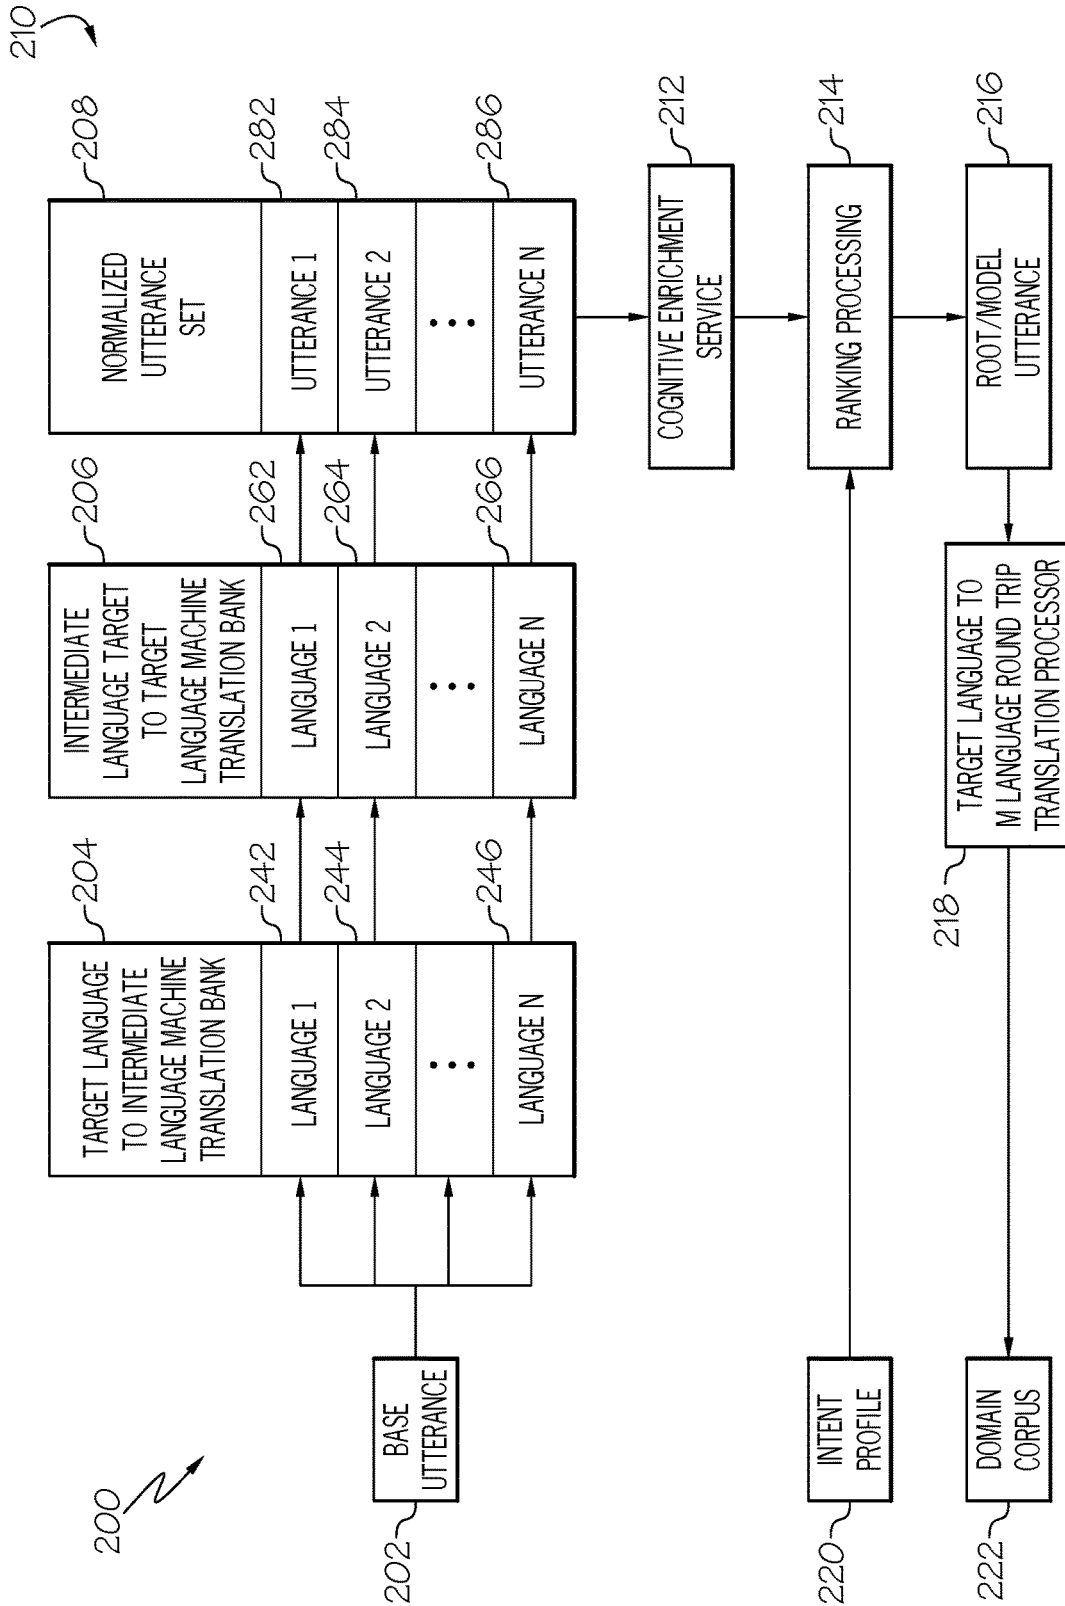 200
210
202
BASE
UTTERANCE
204
TARGET LANGUAGE
TO INTERMEDIATE
LANGUAGE MACHINE
TRANSLATION BANK
242
LANGUAGE 1
244
LANGUAGE 2
•••
246
LANGUAGE N
206
INTERMEDIATE
LANGUAGE TARGET
TO TARGET
LANGUAGE MACHINE
TRANSLATION BANK
262
LANGUAGE 1
264
LANGUAGE 2
•••
266
LANGUAGE N
208
NORMALIZED
UTTERANCE
SET
282
UTTERANCE 1
284
UTTERANCE 2
•••
286
UTTERANCE N
212
COGNITIVE ENRICHMENT
SERVICE
220
INTENT
PROFILE
214
RANKING PROCESSING
216
ROOT/MODEL
UTTERANCE
218
TARGET LANGUAGE TO
M LANGUAGE ROUND TRIP
TRANSLATION PROCESSOR
222
DOMAIN
CORPUS